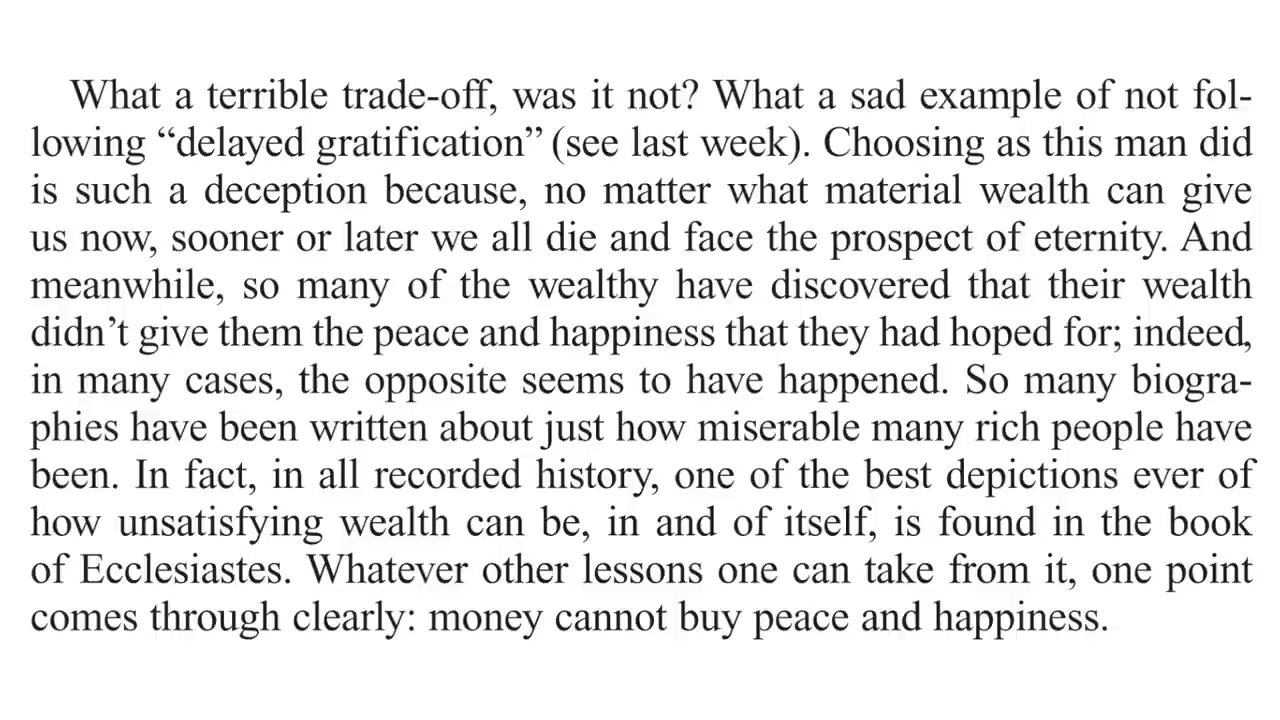 What a terrible trade-off, was it not? What a sad example of not fol-
lowing “delayed gratification” (see last week). Choosing as this man did
is such a deception because, no matter what material wealth can give
us now, sooner or later we all die and face the prospect of eternity. And
meanwhile, so many of the wealthy have discovered that their wealth
didn’t give them the peace and happiness that they had hoped for; indeed,
in many cases, the opposite seems to have happened. So many biogra-
phies have been written about just how miserable many rich people have
been. In fact, in all recorded history, one of the best depictions ever of
how unsatisfying wealth can be, in and of itself, is found in the book
of Ecclesiastes. Whatever other lessons one can take from it, one point
comes through clearly: money cannot buy peace and happiness.